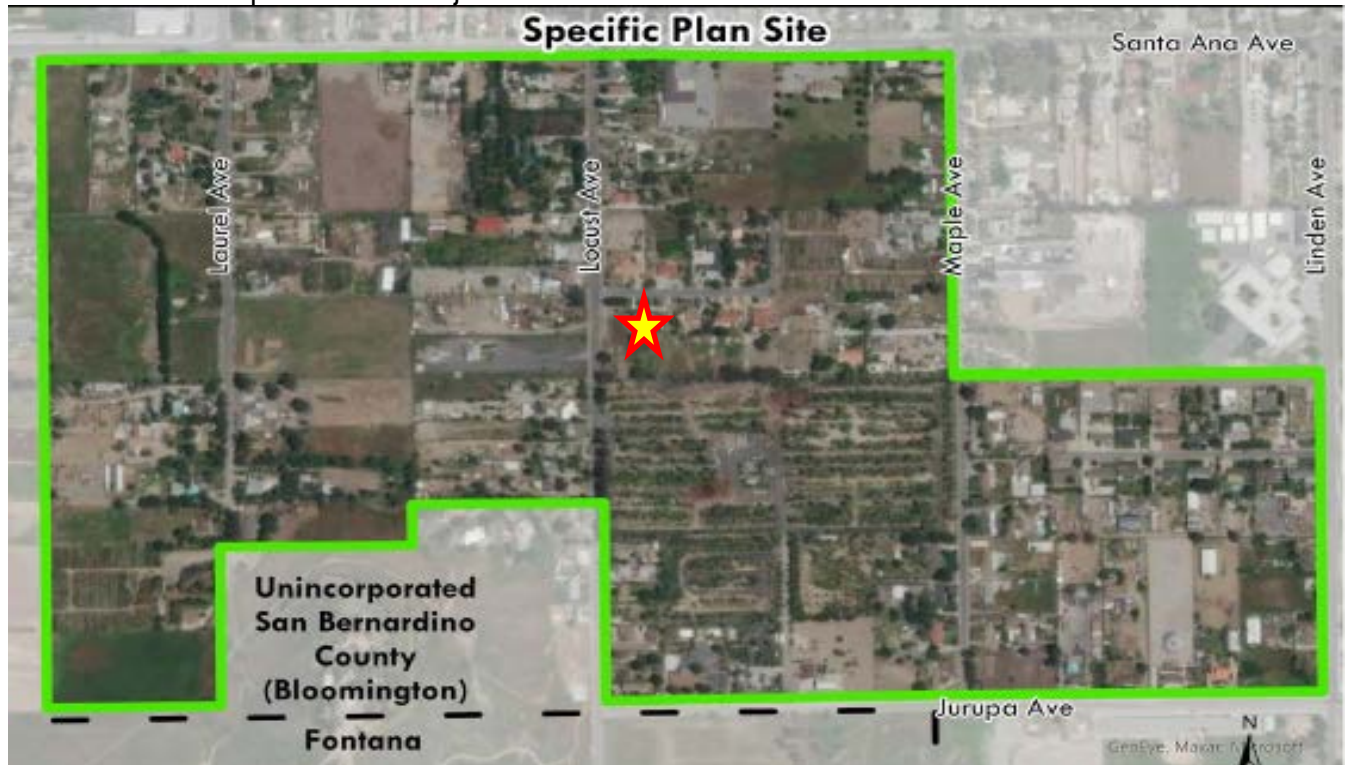 Specific Plan Site
Santa Ana Ave
Laurel Ave
Locust Ave
Maple Ave
Linden Ave
Unincorporated
San Bernardino
County
(Bloomington)
Jurupa Ave
Fontana
N
GeoEye, Maxar, Microsoft